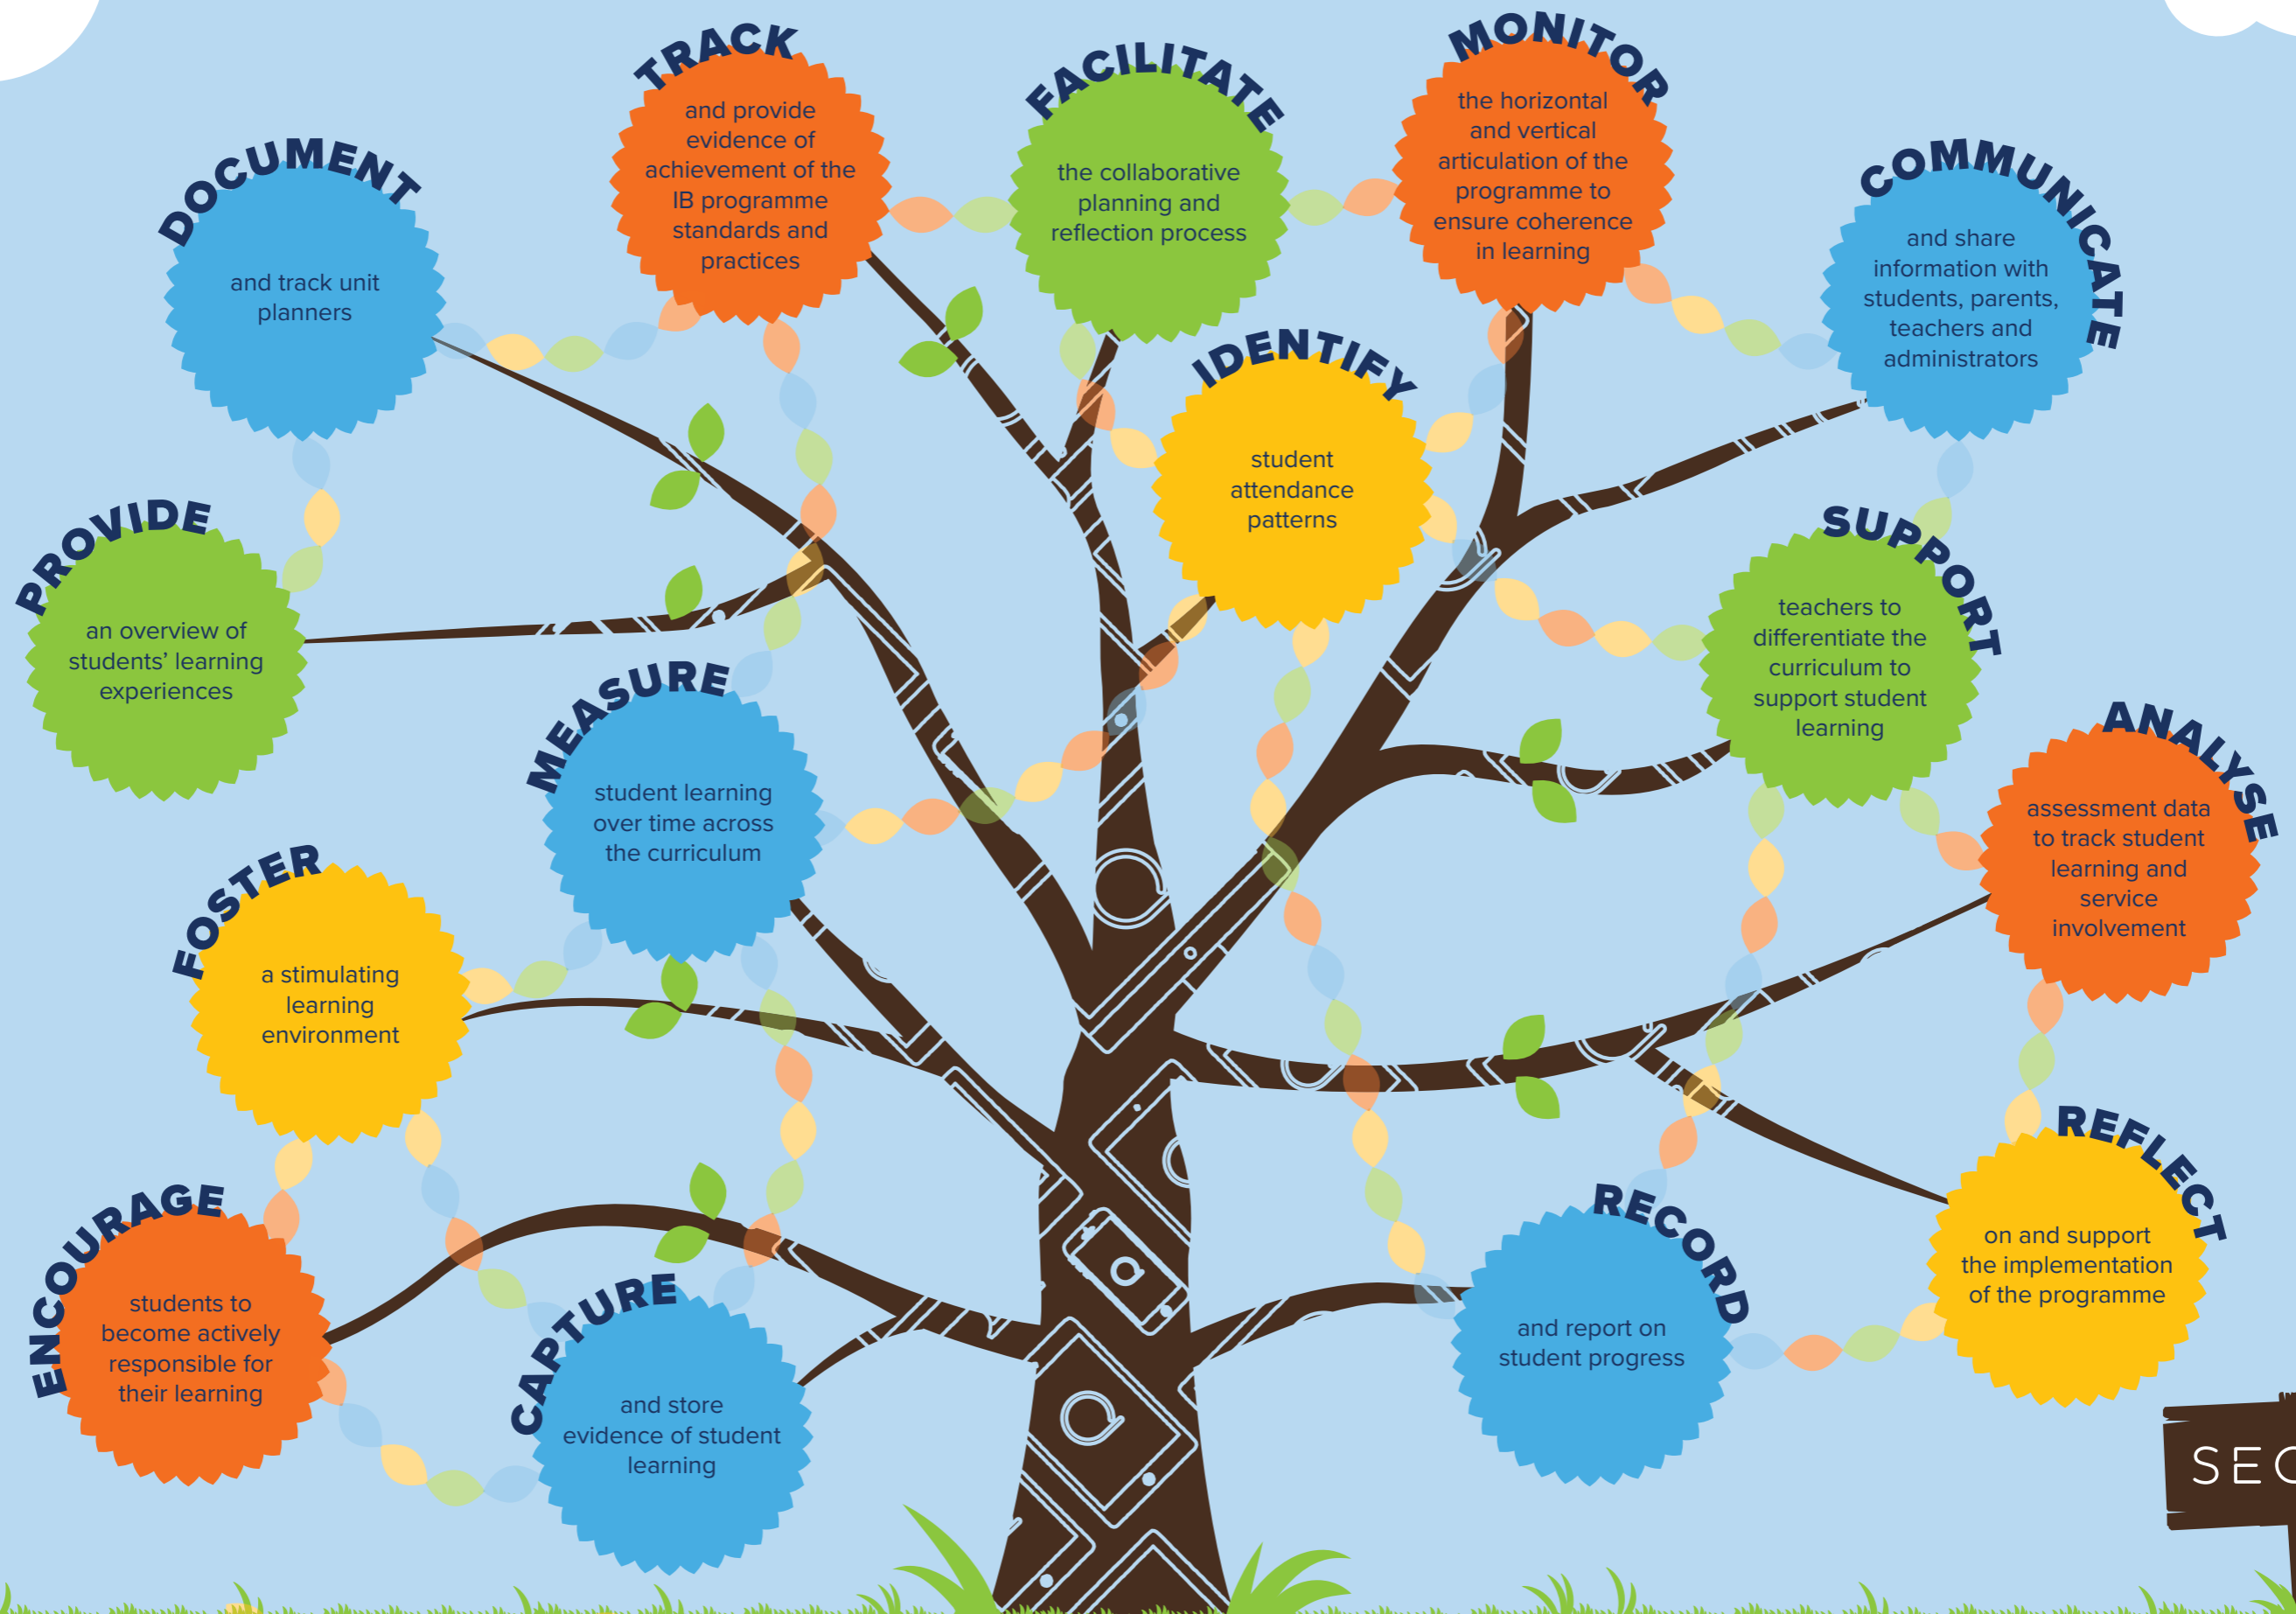 DOCUMENT
and track unit
planners
TRACK
and provide
evidence of
achievement of the
IB programme
standards and
practices
FACILITATE
the collaborative
planning and
reflection process
MONITOR
the horizontal
and vertical
articulation of the
programme to
ensure coherence
in learning
COMMUNICATE
and share
information with
students, parents,
teachers and
administrators
IDENTIFY
student
attendance
patterns
PROVIDE
an overview of
students’ learning
experiences
SUPPORT
teachers to
differentiate the
curriculum to
support student
learning
MEASURE
student learning
over time across
the curriculum
ANALYSE
assessment data
to track student
learning and
service
involvement
FOSTER
a stimulating
learning
environment
REFLECT
on and support
the implementation
of the programme
ENCOURAGE
students to
become actively
responsible for
their learning
CAPTURE
and store
evidence of student
learning
RECORD
and report on
student progress